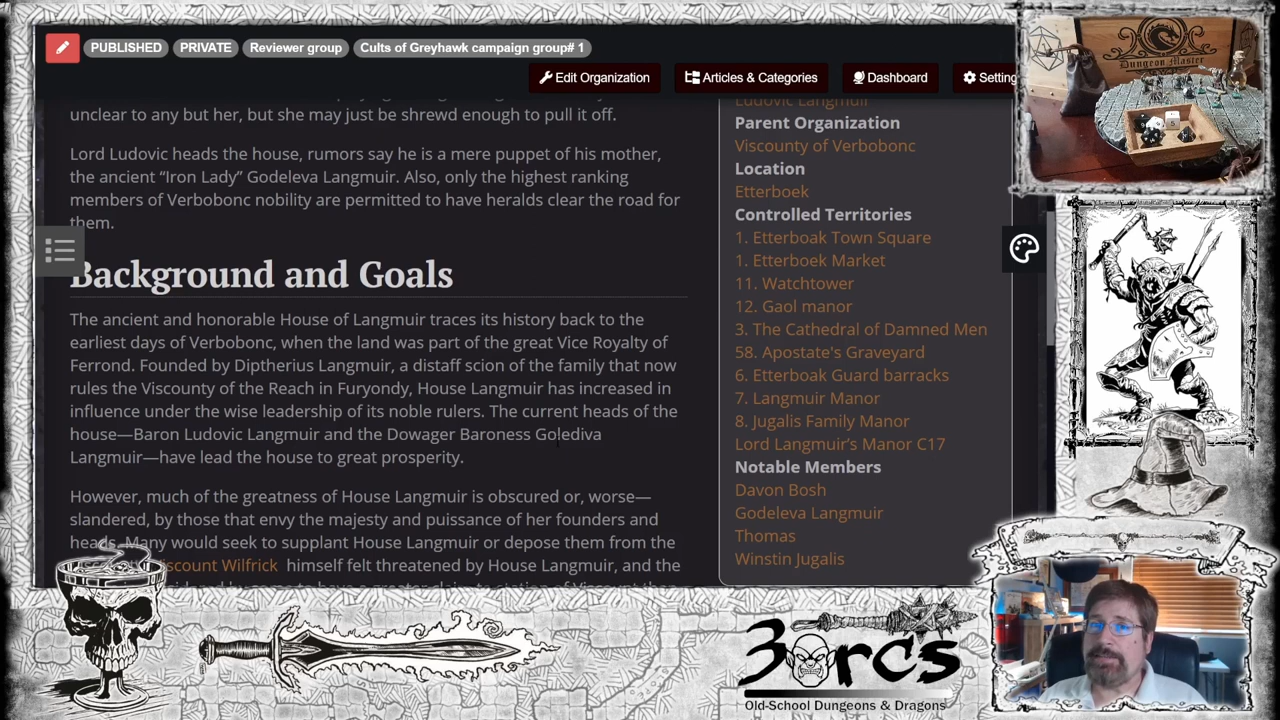 PUBLISHED PRIVATE Reviewer group Cults of Greyhawk campaign group# 1
Edit Organization Articles & Categories Dashboard Setting
unclear to any but her, but she may just be shrewd enough to pull it off.
Lord Ludovic heads the house, rumors say he is a mere puppet of his mother,
the ancient “Iron Lady” Godeleva Langmuir. Also, only the highest ranking
members of Verbobonc nobility are permitted to have heralds clear the road for
them.
Background and Goals
The ancient and honorable House of Langmuir traces its history back to the
earliest days of Verbobonc, when the land was part of the great Vice Royalty of
Ferrond. Founded by Diptherius Langmuir, a distaff scion of the family that now
rules the Viscounty of the Reach in Furyondy, House Langmuir has increased in
influence under the wise leadership of its noble rulers. The current heads of the
house—Baron Ludovic Langmuir and the Dowager Baroness Golediva
Langmuir—have lead the house to great prosperity.
However, much of the greatness of House Langmuir is obscured or, worse—
slandered, by those that envy the majesty and puissance of her founders and
heads. Many would seek to supplant House Langmuir or depose them from the
scount Wilfrick himself felt threatened by House Langmuir, and the
Ludovic Langmuir
Parent Organization
Viscounty of Verbobonc
Location
Etterboek
Controlled Territories
1. Etterboak Town Square
1. Etterboek Market
11. Watchtower
12. Gaol manor
3. The Cathedral of Damned Men
58. Apostate's Graveyard
6. Etterboak Guard barracks
7. Langmuir Manor
8. Jugalis Family Manor
Lord Langmuir’s Manor C17
Notable Members
Davon Bosh
Godeleva Langmuir
Thomas
Winstin Jugalis
Dungeon Master
3 orcs
Old-School Dungeons & Dragons